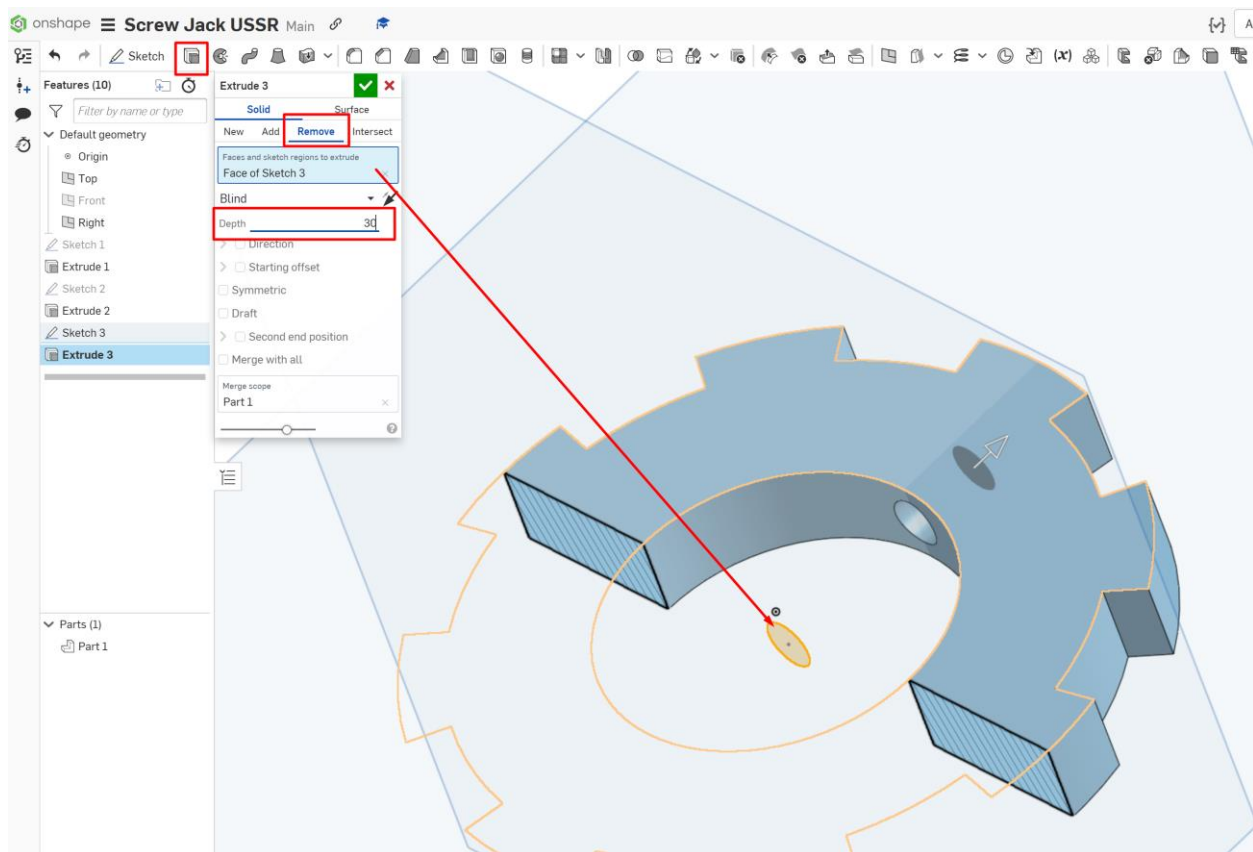 onshape Screw Jack USSR Main
A
Sketch
(x)
Features (10)
Filter by name or type
Default geometry
Origin
Top
Front
Right
Sketch 1
Extrude 1
Sketch 2
Extrude 2
Sketch 3
Extrude 3
Extrude 3
Solid Surface
New Add Remove Intersect
Faces and sketch regions to extrude
Face of Sketch 3
Blind
Depth 30
Direction
Starting offset
Symmetric
Draft
Second end position
Merge with all
Merge scope
Part 1
Parts (1)
Part 1